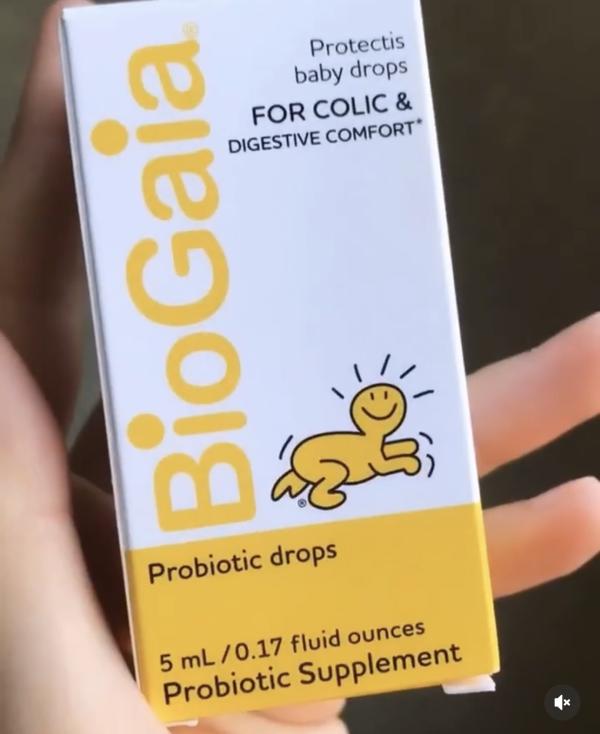 BioGaia®
Protectis
baby drops
FOR COLIC &
DIGESTIVE COMFORT*
®
Probiotic drops
5 mL / 0.17 fluid ounces
Probiotic Supplement